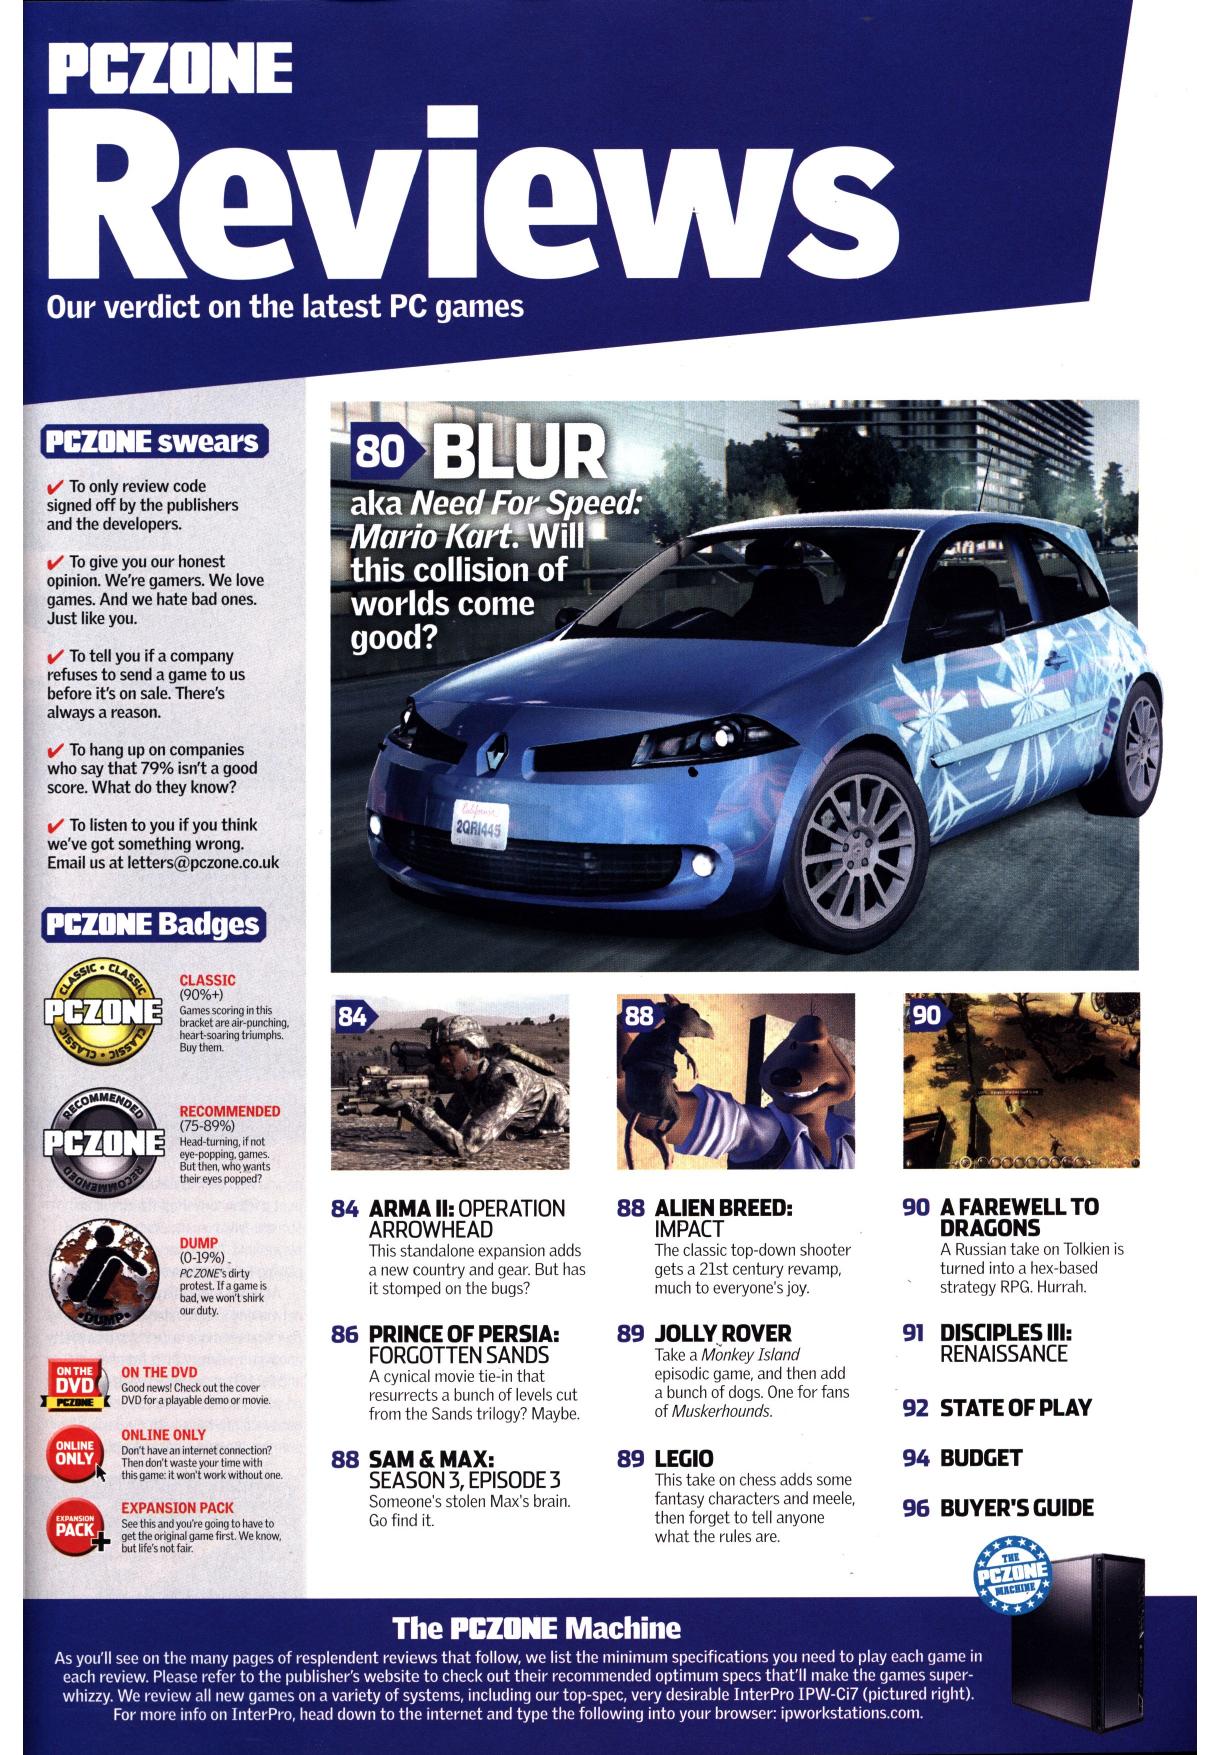 PCZONE
Reviews
Our verdict on the latest PC games
PCZONE swears
✔ To only review code
signed off by the publishers
and the developers.
✔ To give you our honest
opinion. We're gamers. We love
games. And we hate bad ones.
Just like you.
✔ To tell you if a company
refuses to send a game to us
before it's on sale. There's
always a reason.
✔ To hang up on companies
who say that 79% isn't a good
score. What do they know?
✔ To listen to you if you think
we've got something wrong.
Email us at letters@pczone.co.uk
PCZONE Badges
CLASSIC • CLASSIC
PCZONE
CLASSIC • CLASSIC
CLASSIC
(90%+)
Games scoring in this
bracket are air-punching,
heart-soaring triumphs.
Buy them.
RECOMMENDED
PCZONE
RECOMMENDED
RECOMMENDED
(75-89%)
Head-turning, if not
eye-popping, games.
But then, who wants
their eyes popped?
•DUMP•
DUMP
(0-19%)
PC ZONE's dirty
protest. If a game is
bad, we won't shirk
our duty.
ON THE
DVD
PCZONE
ON THE DVD
Good news! Check out the cover
DVD for a playable demo or movie.
ONLINE
ONLY
ONLINE ONLY
Don't have an internet connection?
Then don't waste your time with
this game: it won't work without one.
EXPANSION
PACK
EXPANSION PACK
See this and you're going to have to
get the original game first. We know,
but life's not fair.
80 BLUR
aka Need For Speed:
Mario Kart. Will
this collision of
worlds come
good?
California
2QRI445
84
88
90
84 ARMA II: OPERATION
ARROWHEAD
This standalone expansion adds
a new country and gear. But has
it stomped on the bugs?
86 PRINCE OF PERSIA:
FORGOTTEN SANDS
A cynical movie tie-in that
resurrects a bunch of levels cut
from the Sands trilogy? Maybe.
88 SAM & MAX:
SEASON 3, EPISODE 3
Someone's stolen Max's brain.
Go find it.
88 ALIEN BREED:
IMPACT
The classic top-down shooter
gets a 21st century revamp,
much to everyone's joy.
89 JOLLY ROVER
Take a Monkey Island
episodic game, and then add
a bunch of dogs. One for fans
of Muskerhounds.
89 LEGIO
This take on chess adds some
fantasy characters and meele,
then forget to tell anyone
what the rules are.
90 A FAREWELL TO
DRAGONS
A Russian take on Tolkien is
turned into a hex-based
strategy RPG. Hurrah.
91 DISCIPLES III:
RENAISSANCE
92 STATE OF PLAY
94 BUDGET
96 BUYER'S GUIDE
THE
PCZONE
MACHINE
The PCZONE Machine
As you'll see on the many pages of resplendent reviews that follow, we list the minimum specifications you need to play each game in
each review. Please refer to the publisher's website to check out their recommended optimum specs that'll make the games super-
whizzy. We review all new games on a variety of systems, including our top-spec, very desirable InterPro IPW-Ci7 (pictured right).
For more info on InterPro, head down to the internet and type the following into your browser: ipworkstations.com.